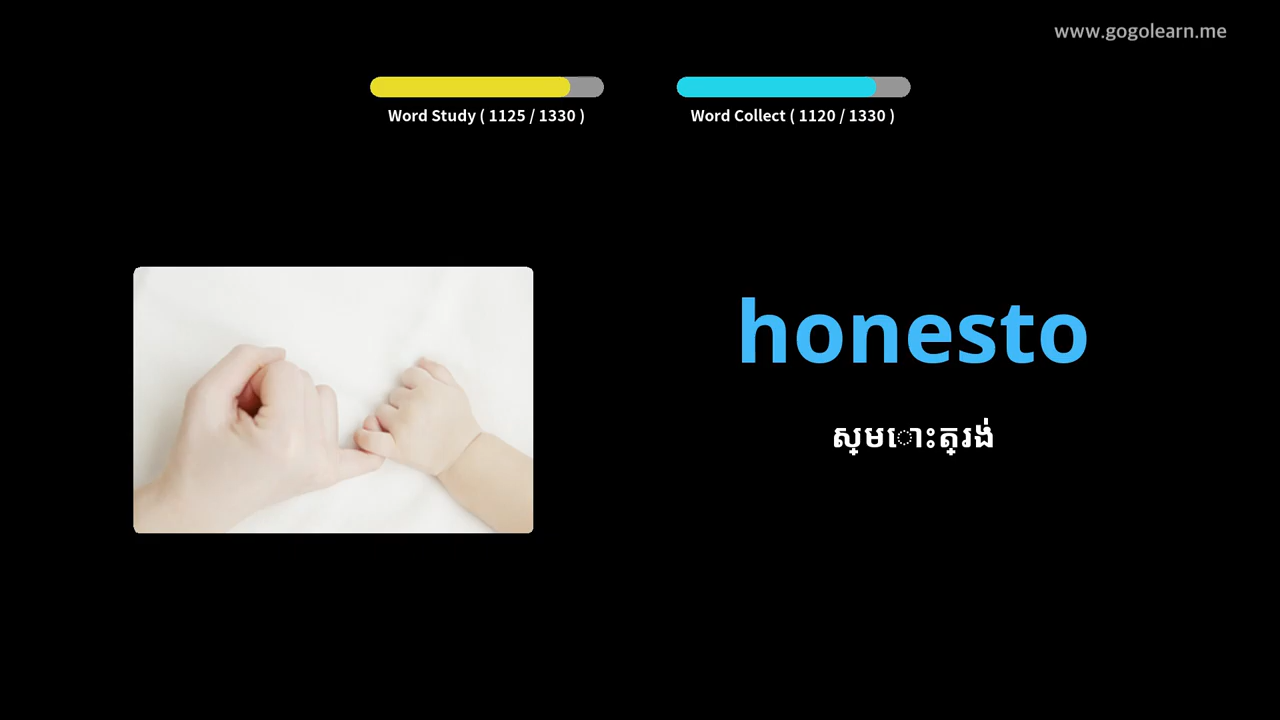 www.gogolearn.me
Word Study ( 1125 / 1330 )
Word Collect ( 1120 / 1330 )
honesto
ស្មោះត្រង់